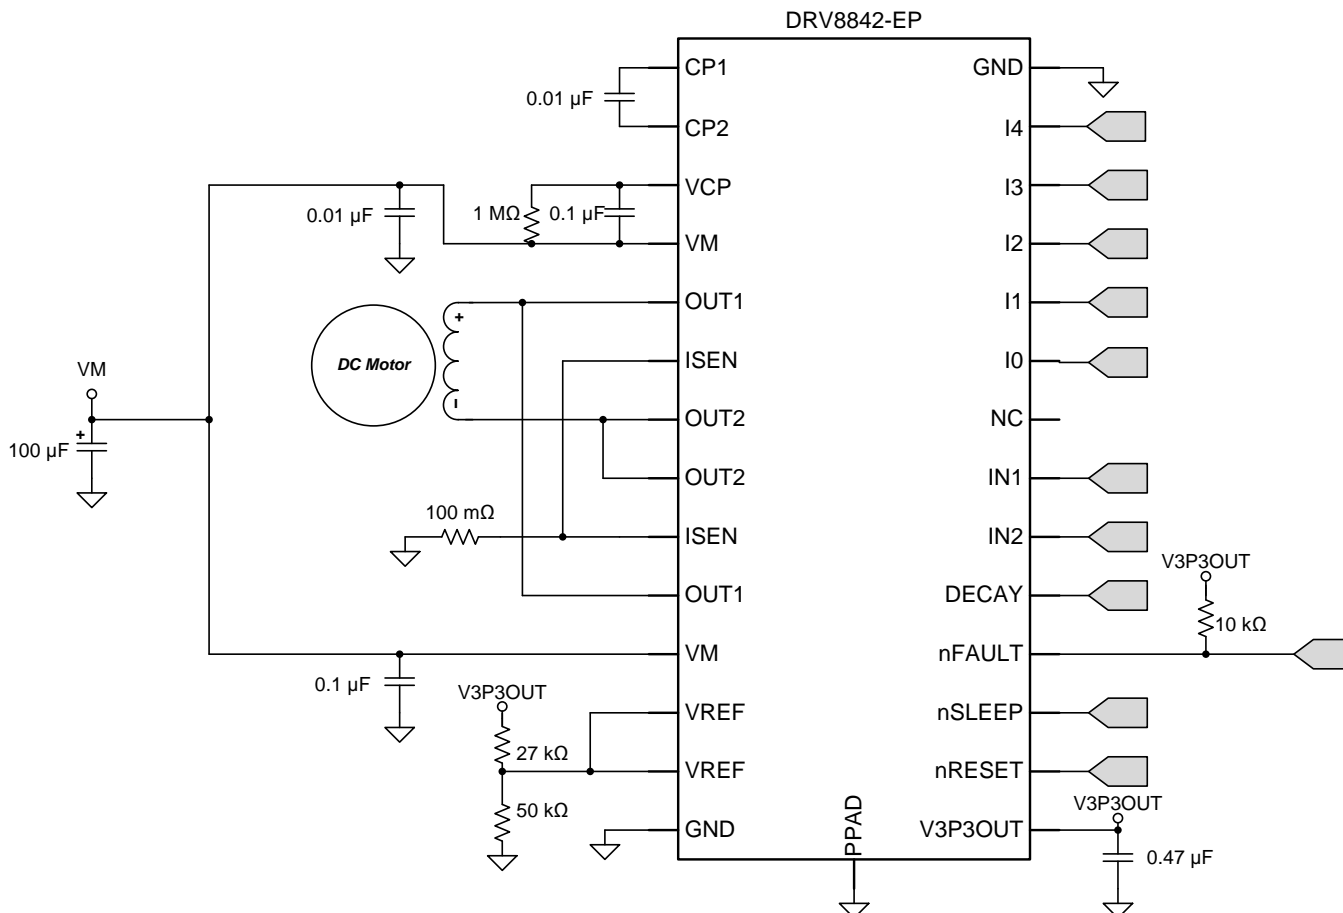 DRV8842-EP
CP1
GND
0.01 µF
CP2
I4
VCP
I3
0.01 µF
1 MΩ
0.1 µF
VM
I2
OUT1
I1
+
DC Motor
ISEN
I0
VM
-
OUT2
NC
+
100 µF
OUT2
IN1
100 mΩ
ISEN
IN2
V3P3OUT
OUT1
DECAY
10 kΩ
VM
nFAULT
0.1 µF
V3P3OUT
VREF
nSLEEP
27 kΩ
VREF
nRESET
V3P3OUT
50 kΩ
GND
PPAD
V3P3OUT
0.47 µF